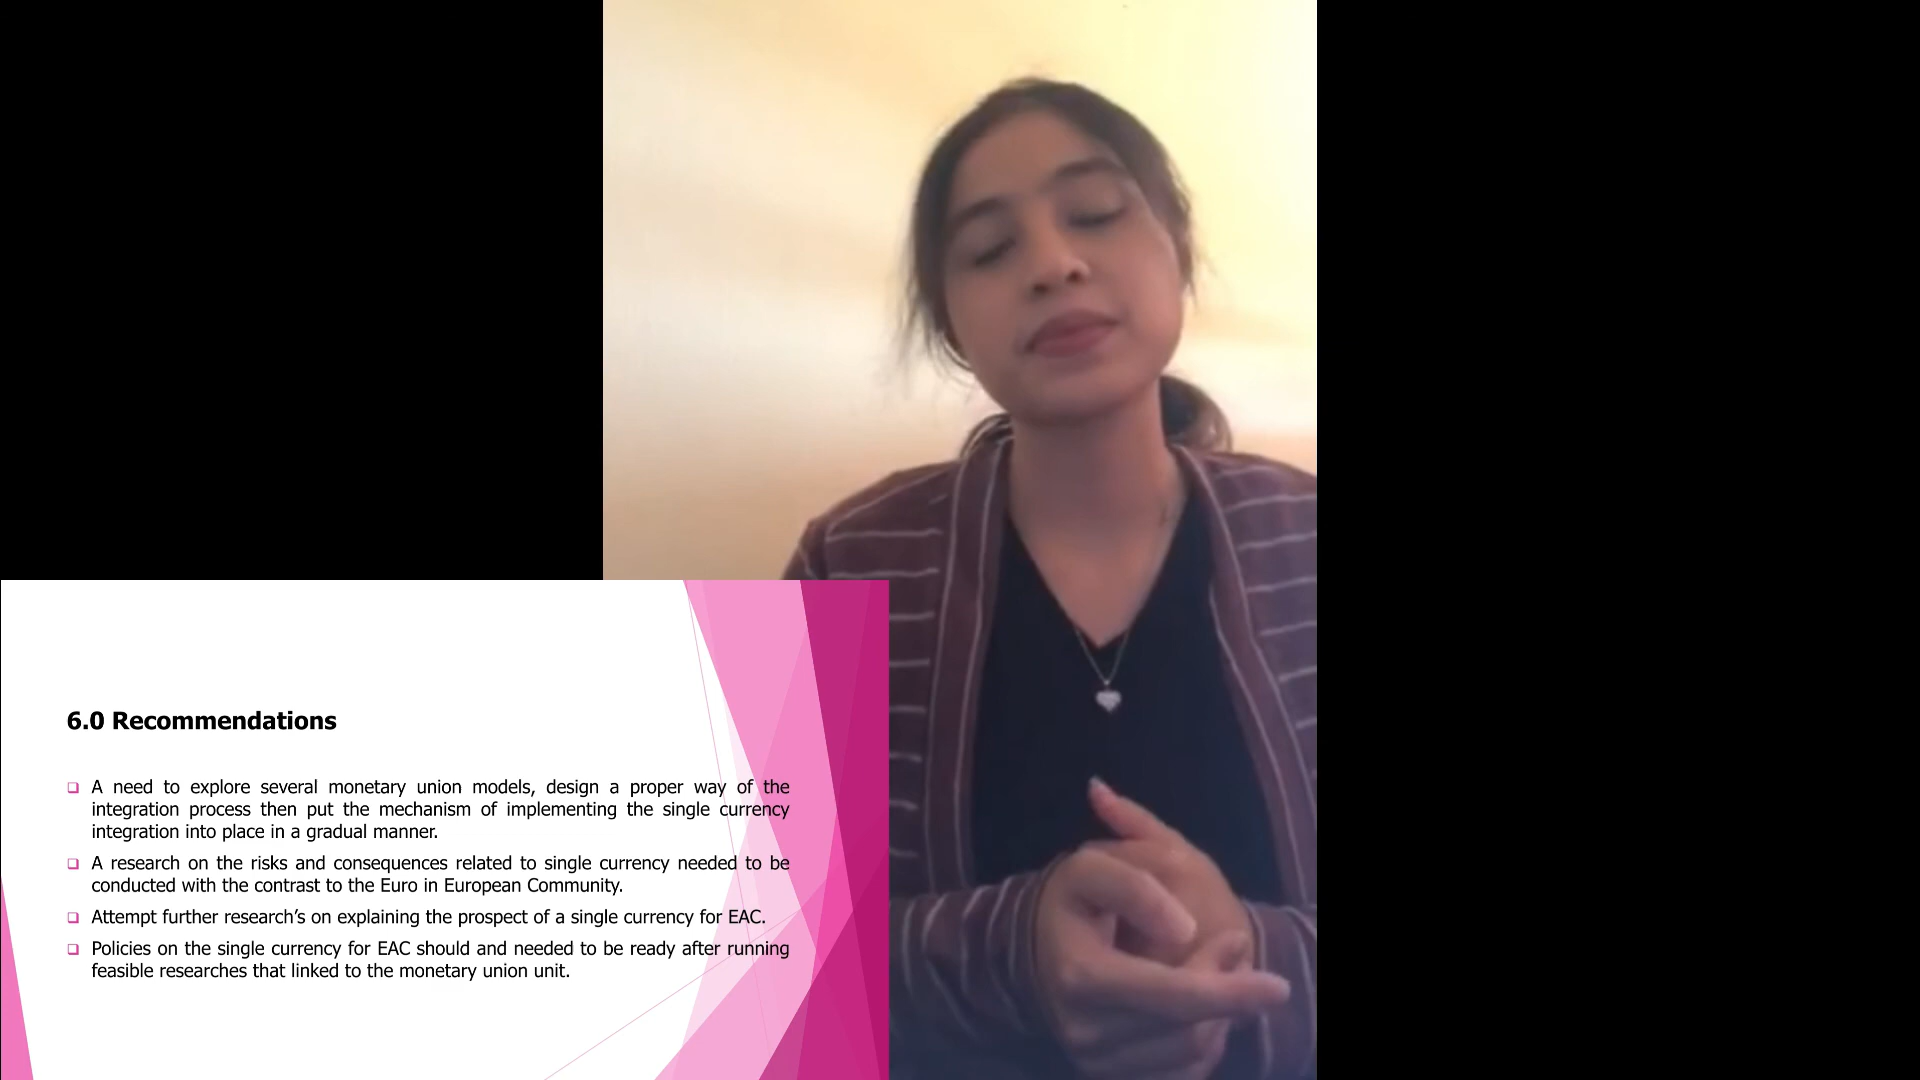 6.0 Recommendations
❑ A need to explore several monetary union models, design a proper way of the
integration process then put the mechanism of implementing the single currency
integration into place in a gradual manner.
❑ A research on the risks and consequences related to single currency needed to be
conducted with the contrast to the Euro in European Community.
❑ Attempt further research’s on explaining the prospect of a single currency for EAC.
❑ Policies on the single currency for EAC should and needed to be ready after running
feasible researches that linked to the monetary union unit.